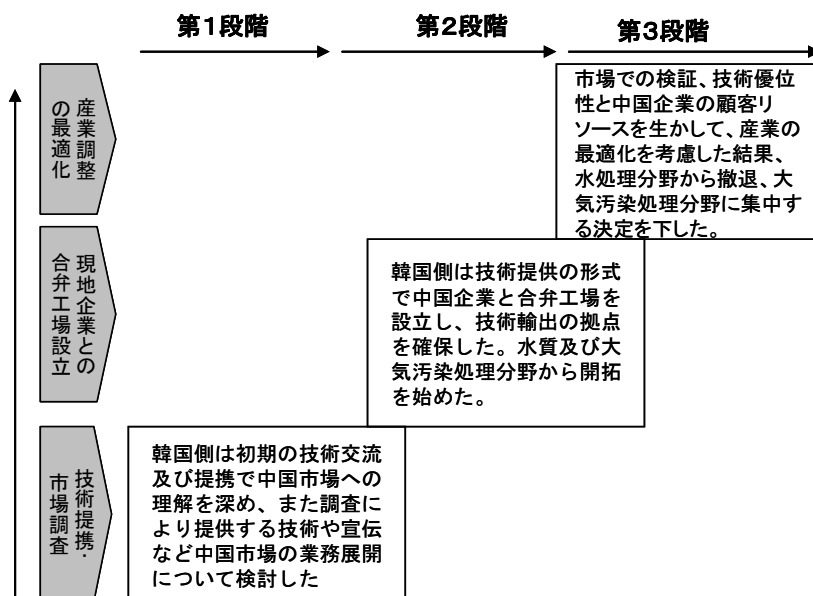 第1段階
第2段階
第3段階
産業調整
の最適化
市場での検証、技術優位
性と中国企業の顧客リ
ソースを生かして、産業の
最適化を考慮した結果、
水処理分野から撤退、大
気汚染処理分野に集中す
る決定を下した。
現地企業との
合弁工場設立
韓国側は技術提供の形式
で中国企業と合弁工場を
設立し、技術輸出の拠点
を確保した。水質及び大
気汚染処理分野から開拓
を始めた。
技術提携・
市場調査
韓国側は初期の技術交流
及び提携で中国市場への
理解を深め、また調査に
より提供する技術や宣伝
など中国市場の業務展開
について検討した